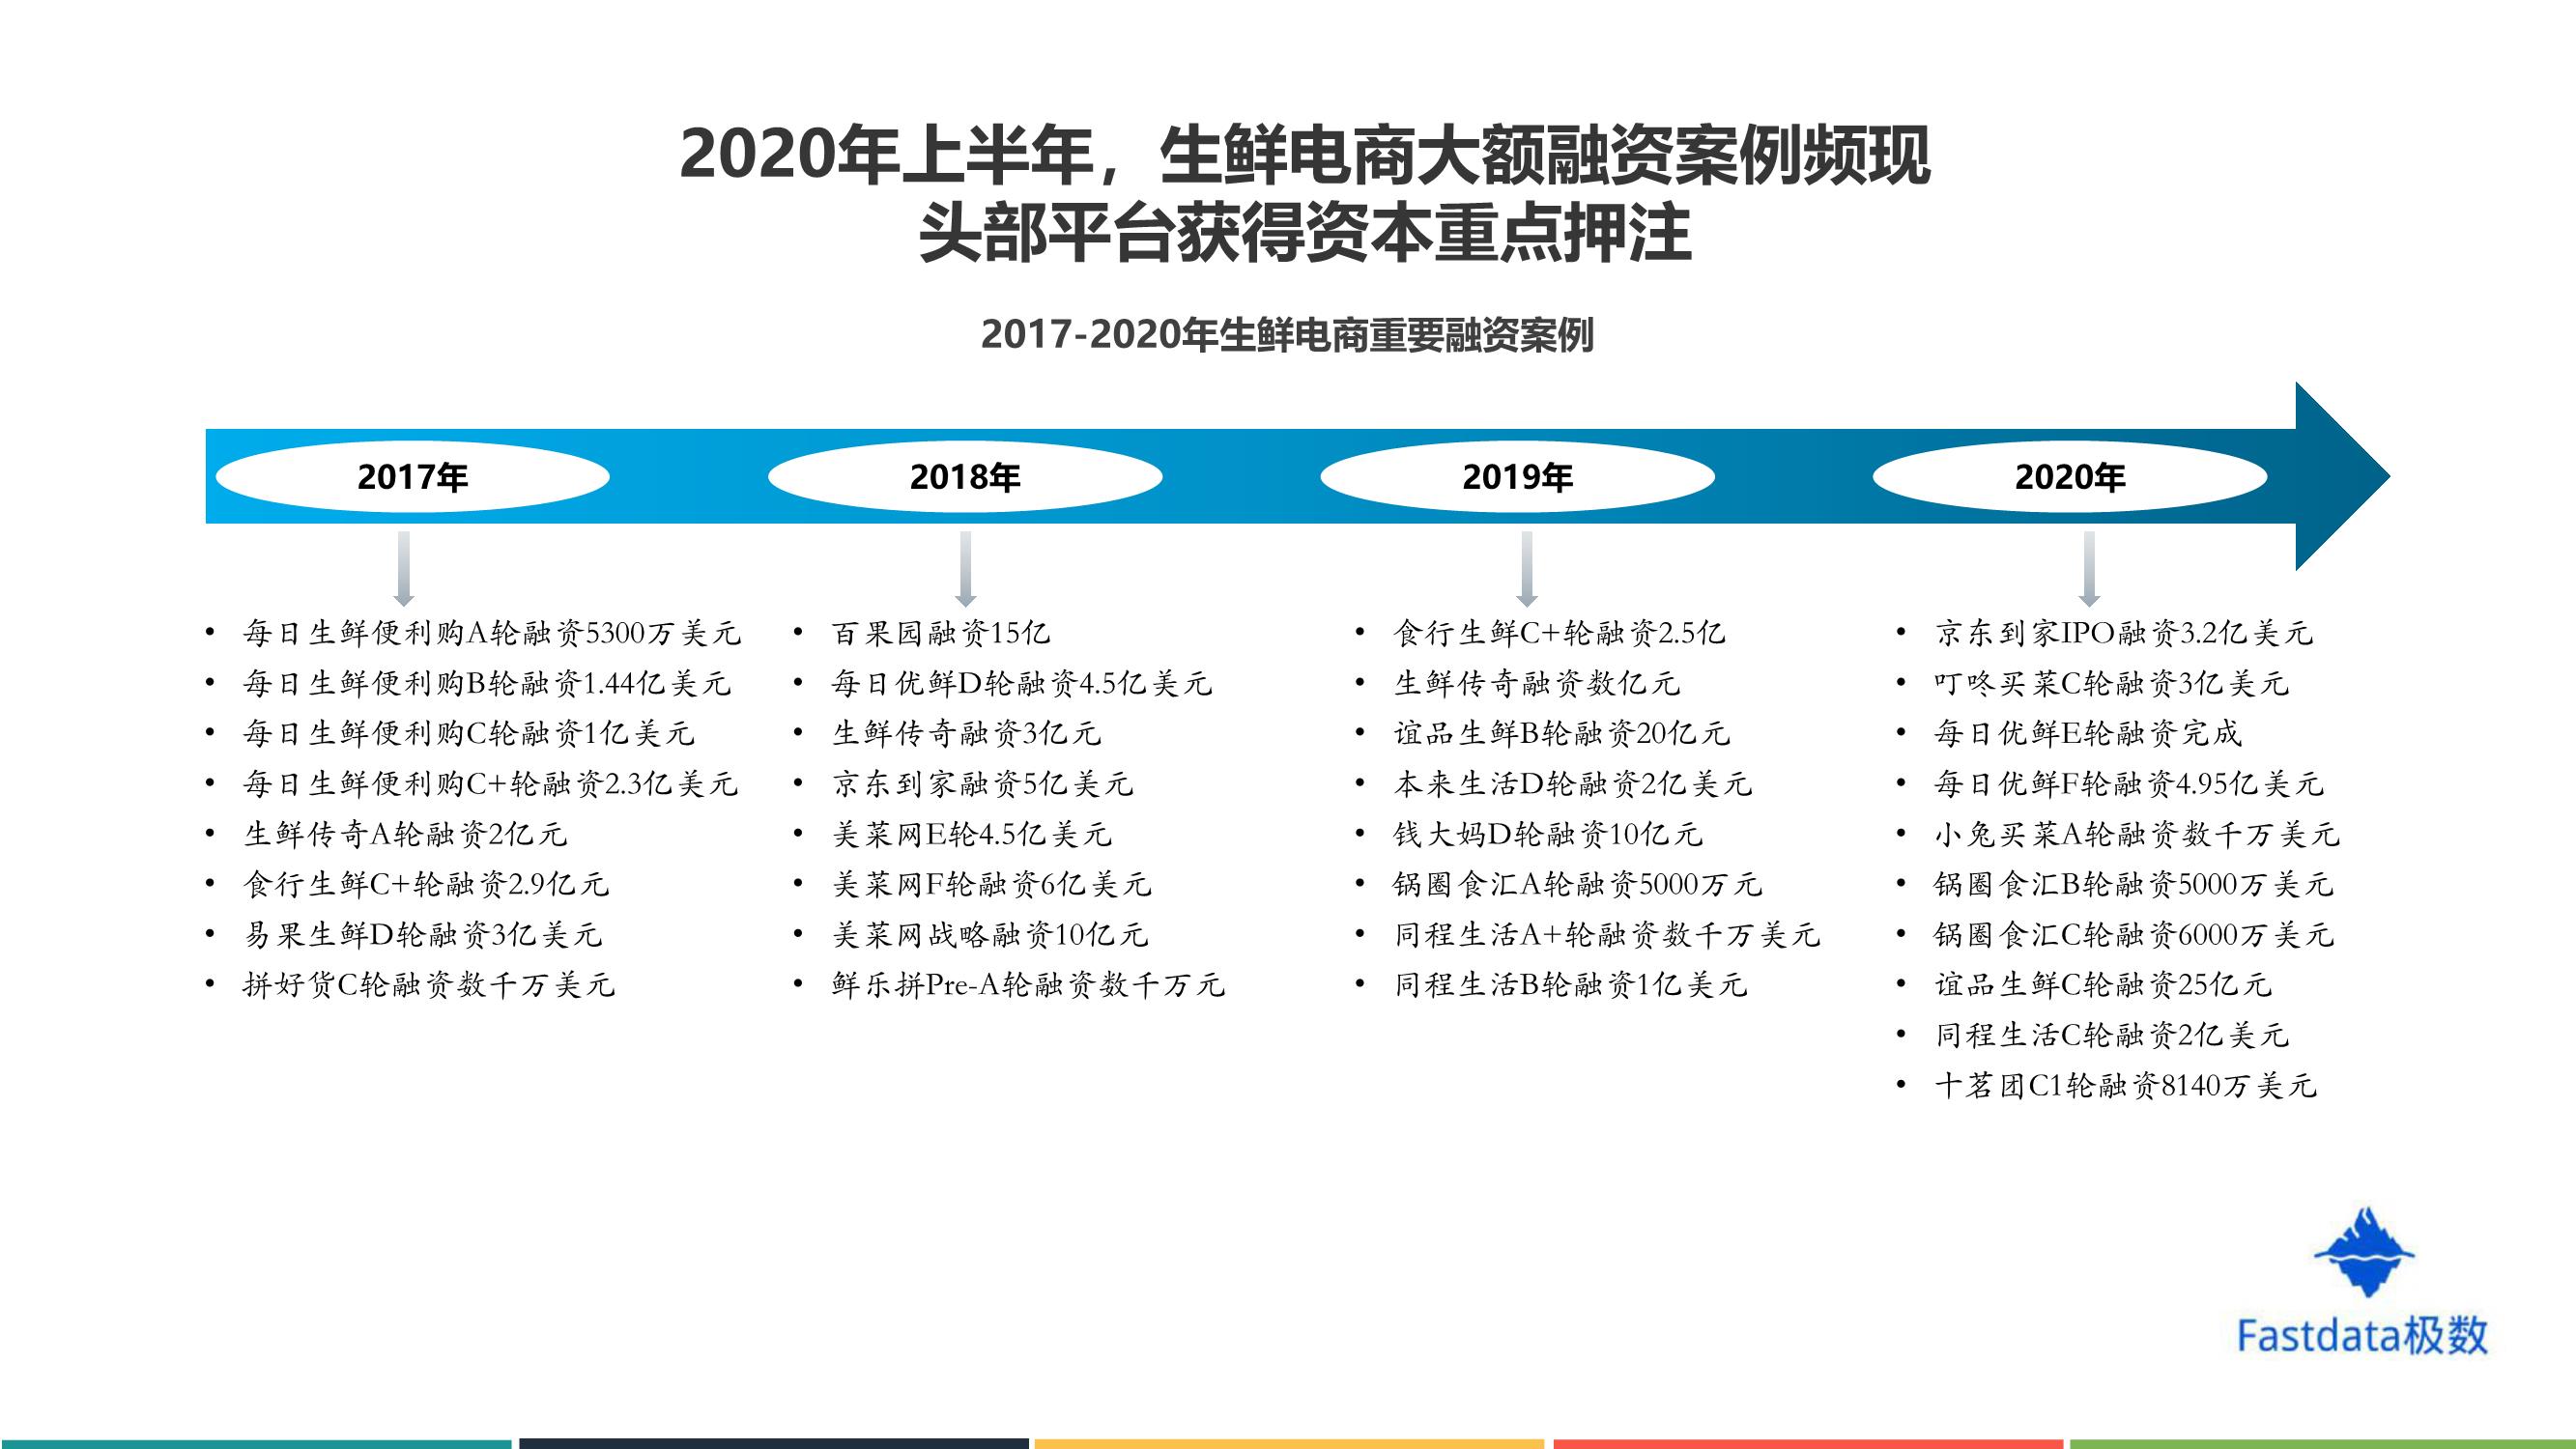 2020年上半年，生鲜电商大额融资案例频现
头部平台获得资本重点押注
2017-2020年生鲜电商重要融资案例
2017年
2018年
2019年
2020年
• 每日生鲜便利购A轮融资5300万美元
• 每日生鲜便利购B轮融资1.44亿美元
• 每日生鲜便利购C轮融资1亿美元
• 每日生鲜便利购C+轮融资2.3亿美元
• 生鲜传奇A轮融资2亿元
• 食行生鲜C+轮融资2.9亿元
• 易果生鲜D轮融资3亿美元
• 拼好货C轮融资数千万美元
• 百果园融资15亿
• 每日优鲜D轮融资4.5亿美元
• 生鲜传奇融资3亿元
• 京东到家融资5亿美元
• 美菜网E轮4.5亿美元
• 美菜网F轮融资6亿美元
• 美菜网战略融资10亿元
• 鲜乐拼Pre-A轮融资数千万元
• 食行生鲜C+轮融资2.5亿
• 生鲜传奇融资数亿元
• 谊品生鲜B轮融资20亿元
• 本来生活D轮融资2亿美元
• 钱大妈D轮融资10亿元
• 锅圈食汇A轮融资5000万元
• 同程生活A+轮融资数千万美元
• 同程生活B轮融资1亿美元
• 京东到家IPO融资3.2亿美元
• 叮咚买菜C轮融资3亿美元
• 每日优鲜E轮融资完成
• 每日优鲜F轮融资4.95亿美元
• 小兔买菜A轮融资数千万美元
• 锅圈食汇B轮融资5000万美元
• 锅圈食汇C轮融资6000万美元
• 谊品生鲜C轮融资25亿元
• 同程生活C轮融资2亿美元
• 十茗团C1轮融资8140万美元
Fastdata极数